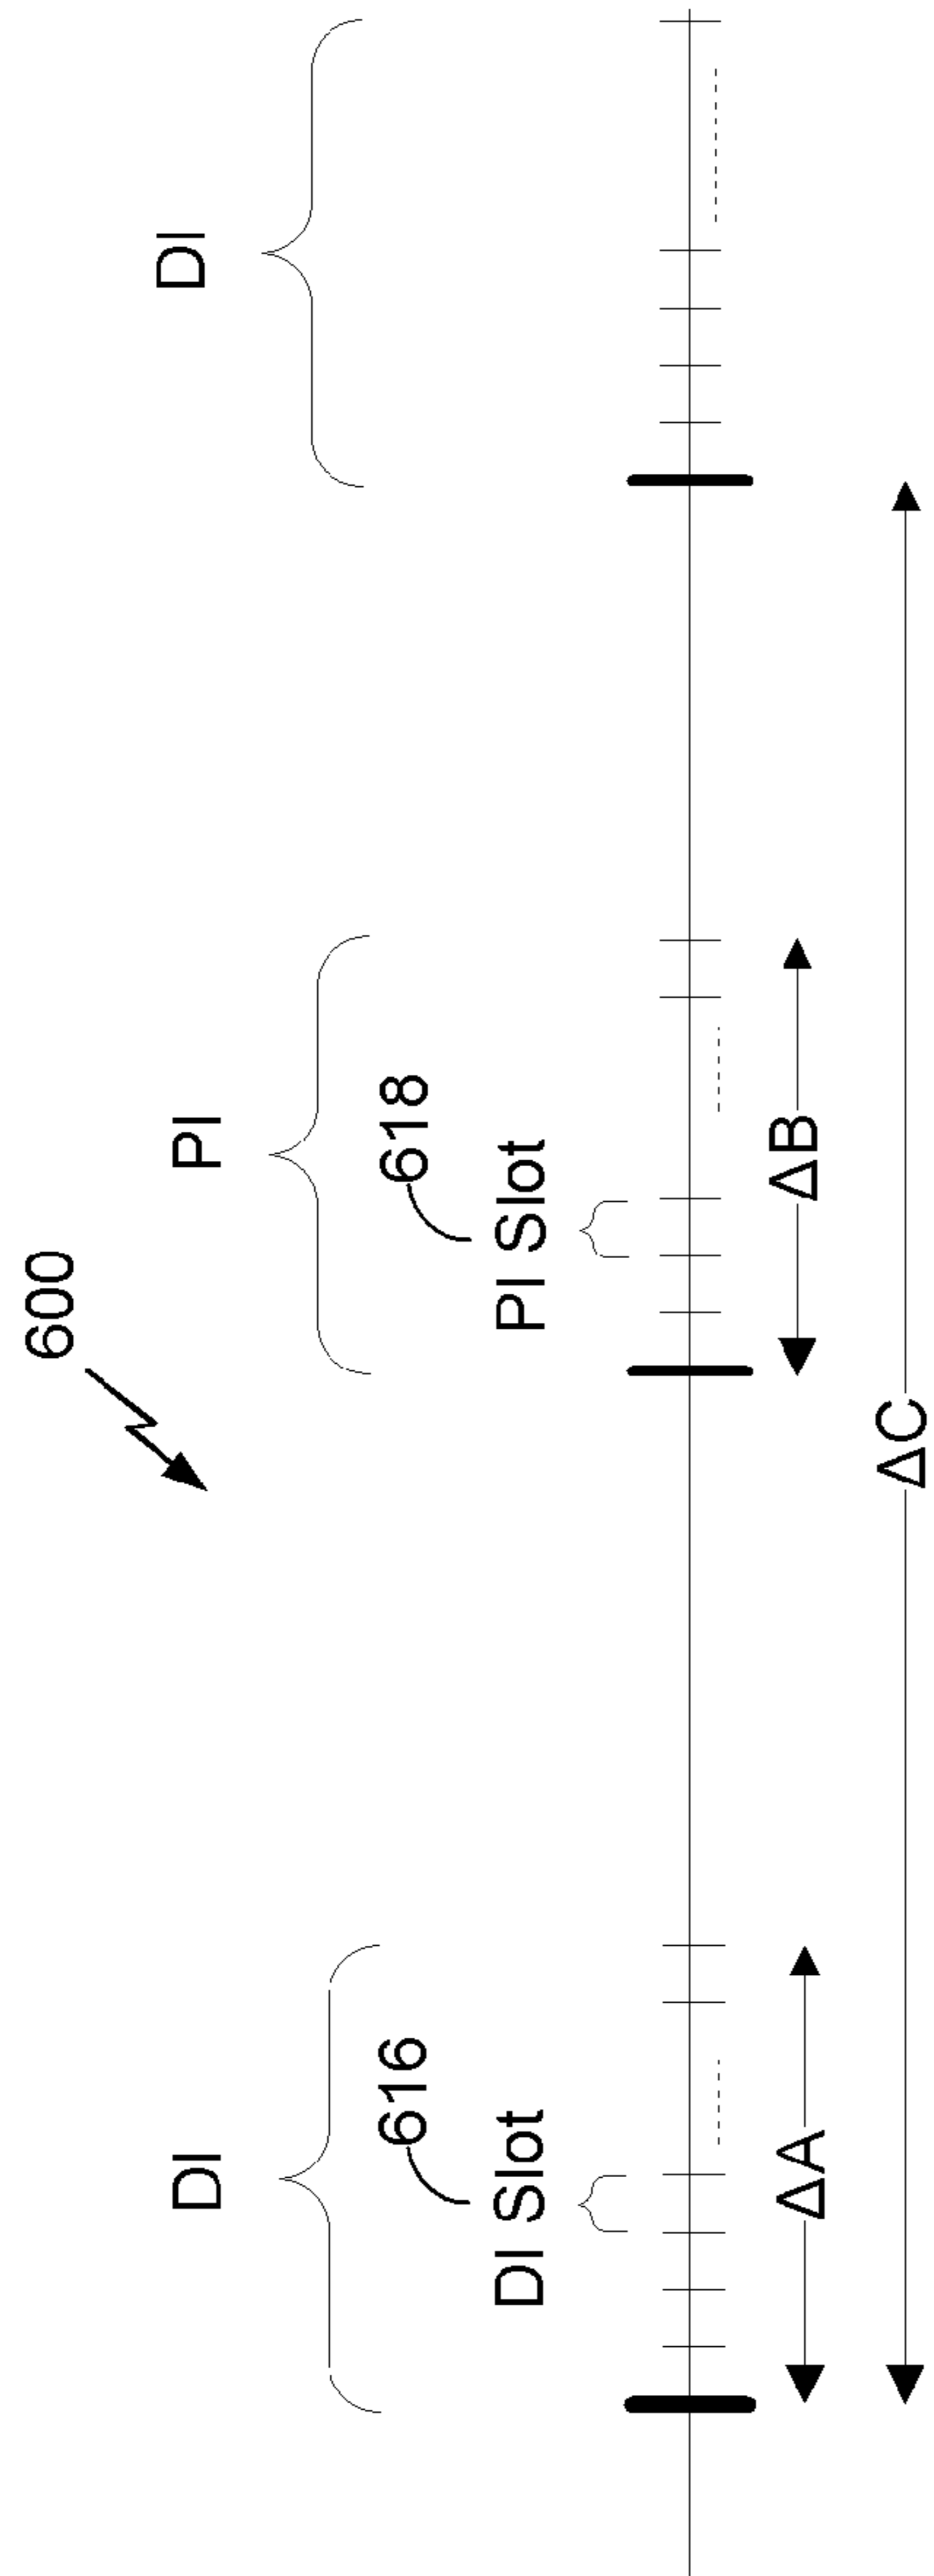 600
DI
PI
DI
616
618
DI Slot
PI Slot
ΔA
ΔB
ΔC